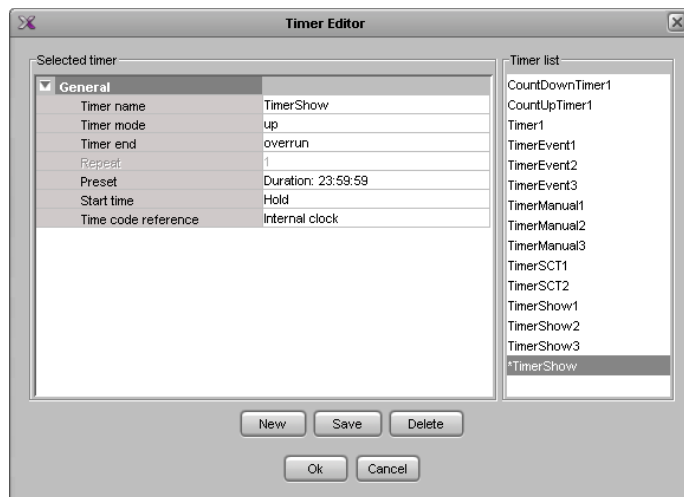 Timer Editor
Selected timer
General
Timer name TimerShow
Timer mode up
Timer end overrun
Repeat 1
Preset Duration: 23:59:59
Start time Hold
Time code reference Internal clock
Timer list
CountDownTimer1
CountUpTimer1
Timer1
TimerEvent1
TimerEvent2
TimerEvent3
TimerManual1
TimerManual2
TimerManual3
TimerSCT1
TimerSCT2
TimerShow1
TimerShow2
TimerShow3
*TimerShow
New Save Delete
Ok Cancel